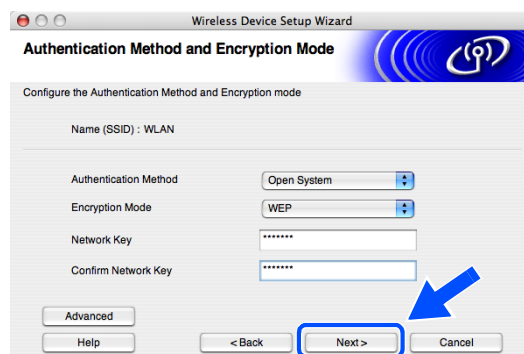 Wireless Device Setup Wizard
Authentication Method and Encryption Mode
Configure the Authentication Method and Encryption mode
Name (SSID) : WLAN
Authentication Method Open System
Encryption Mode WEP
Network Key *******
Confirm Network Key *******
Advanced
Help < Back Next > Cancel